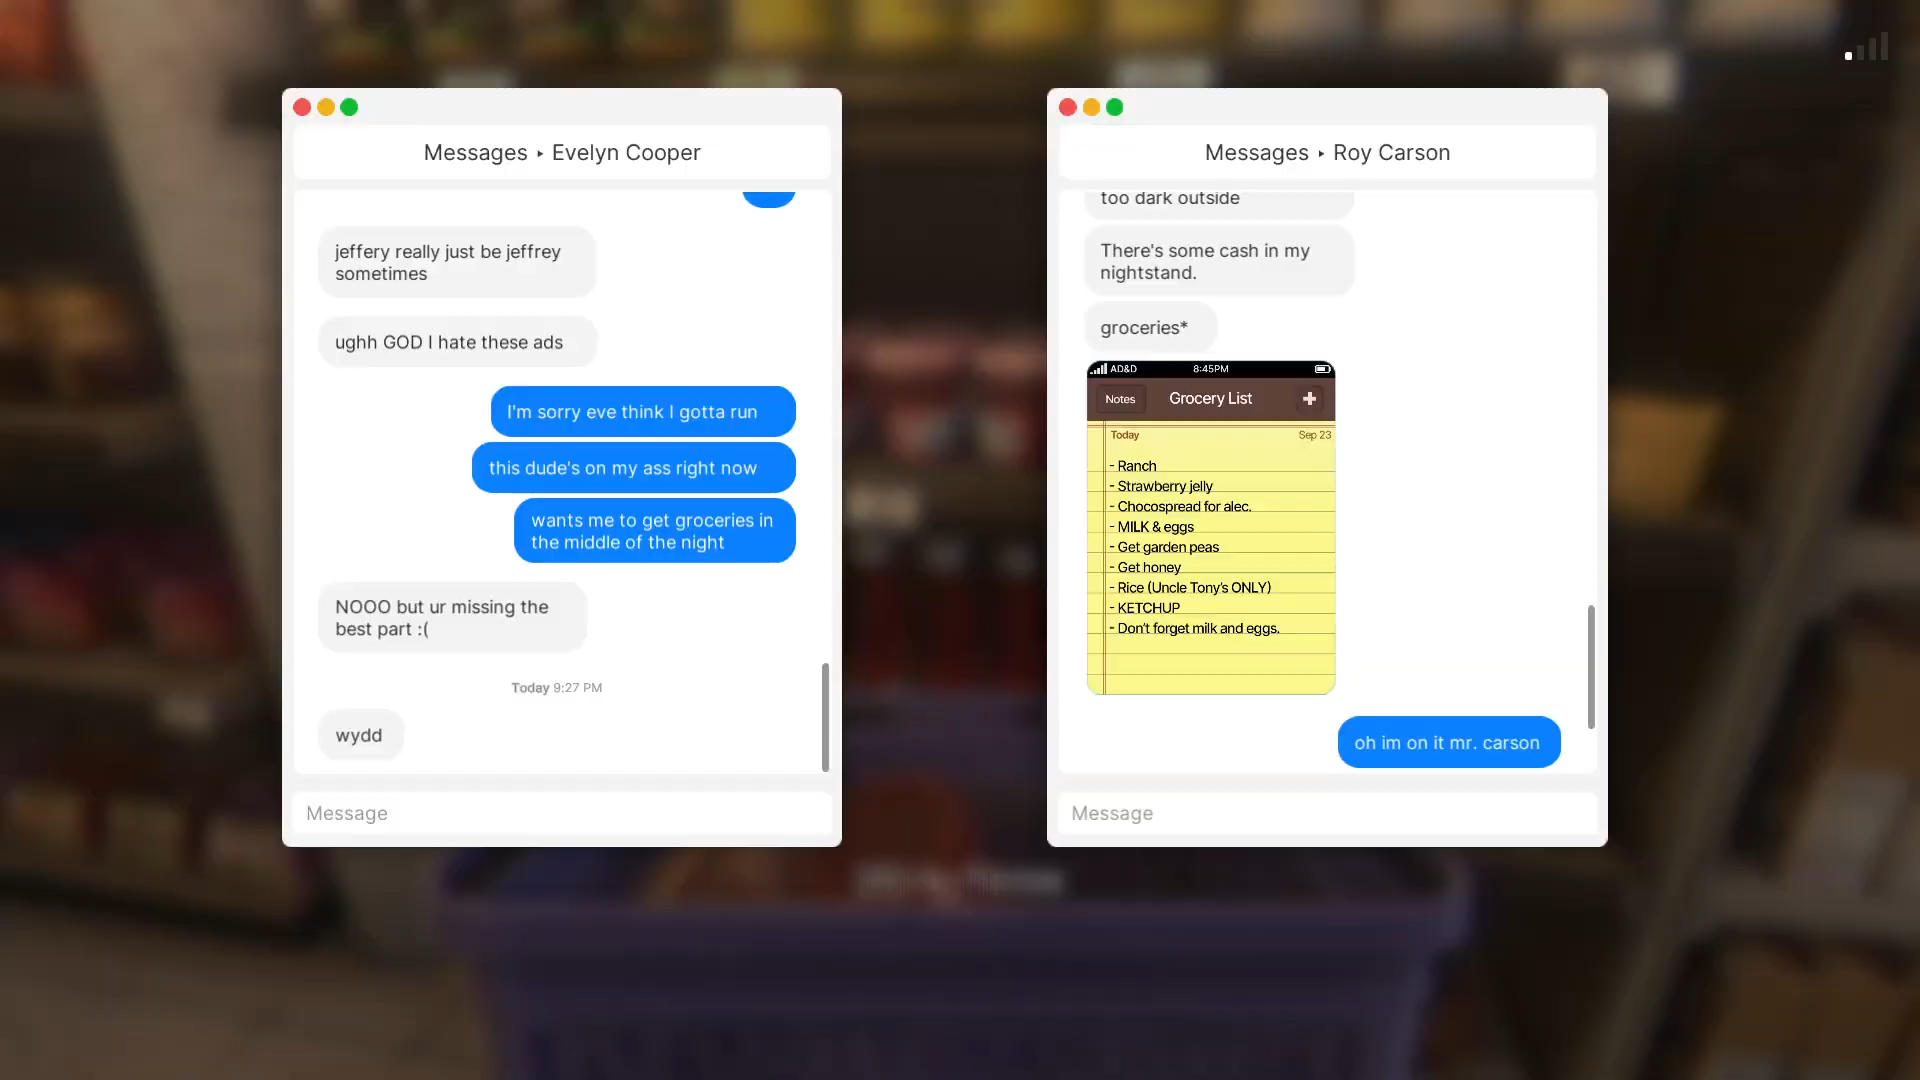 Messages ▸ Evelyn Cooper
jeffery really just be jeffrey
sometimes
ughh GOD I hate these ads
I'm sorry eve think I gotta run
this dude's on my ass right now
wants me to get groceries in
the middle of the night
NOOO but ur missing the
best part :(
Today 9:27 PM
wydd
Message
Messages ▸ Roy Carson
too dark outside
There's some cash in my
nightstand.
groceries*
AD&D 8:45PM
Notes Grocery List +
Today Sep 23
- Ranch
- Strawberry jelly
- Chocospread for alec.
- MILK & eggs
- Get garden peas
- Get honey
- Rice (Uncle Tony's ONLY)
- KETCHUP
- Don't forget milk and eggs.
oh im on it mr. carson
Message